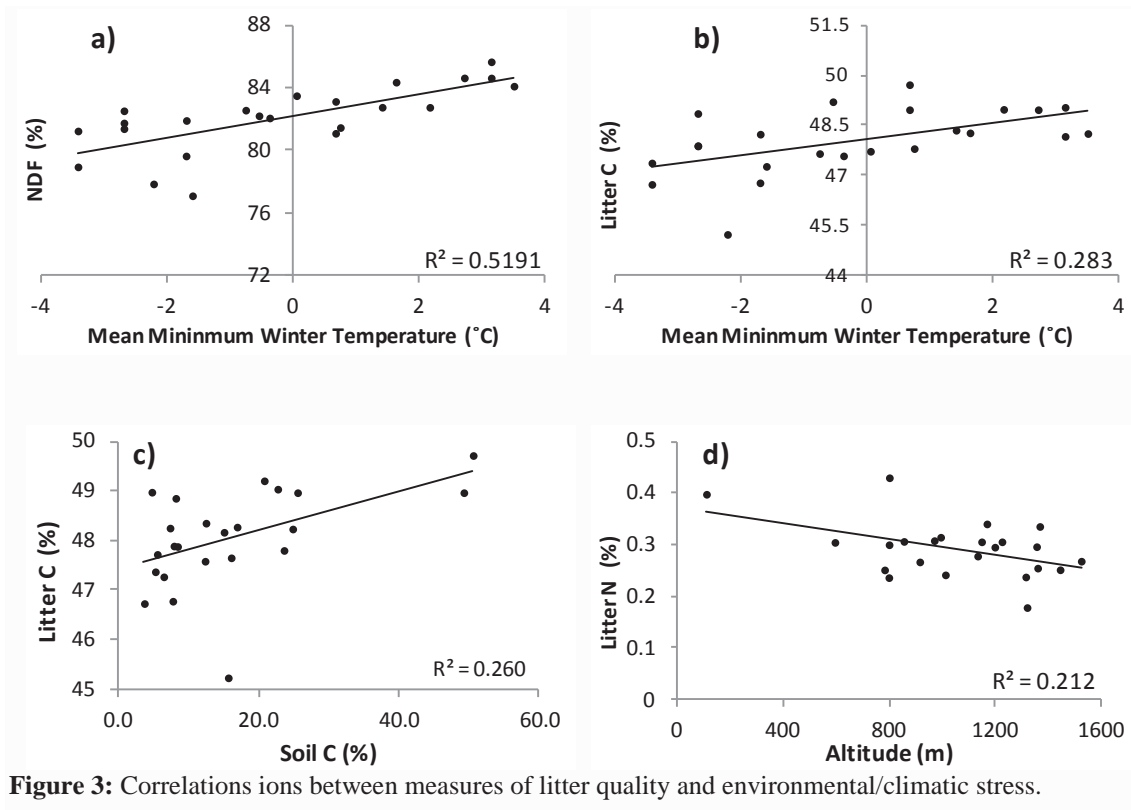 a)
88
84
80
76
72
NDF (%)
-4 -2 0 2 4
R² = 0.5191
Mean Mininmum Winter Temperature (˚C)
b)
51.5
50
48.5
47
45.5
44
Litter C (%)
-4 -2 0 2 4
R² = 0.283
Mean Mininmum Winter Temperature (˚C)
c)
50
49
48
47
46
45
Litter C (%)
R² = 0.260
0.0 20.0 40.0 60.0
Soil C (%)
d)
0.5
0.4
0.3
0.2
0.1
0
Litter N (%)
R² = 0.212
0 400 800 1200 1600
Altitude (m)
Figure 3: Correlations ions between measures of litter quality and environmental/climatic stress.